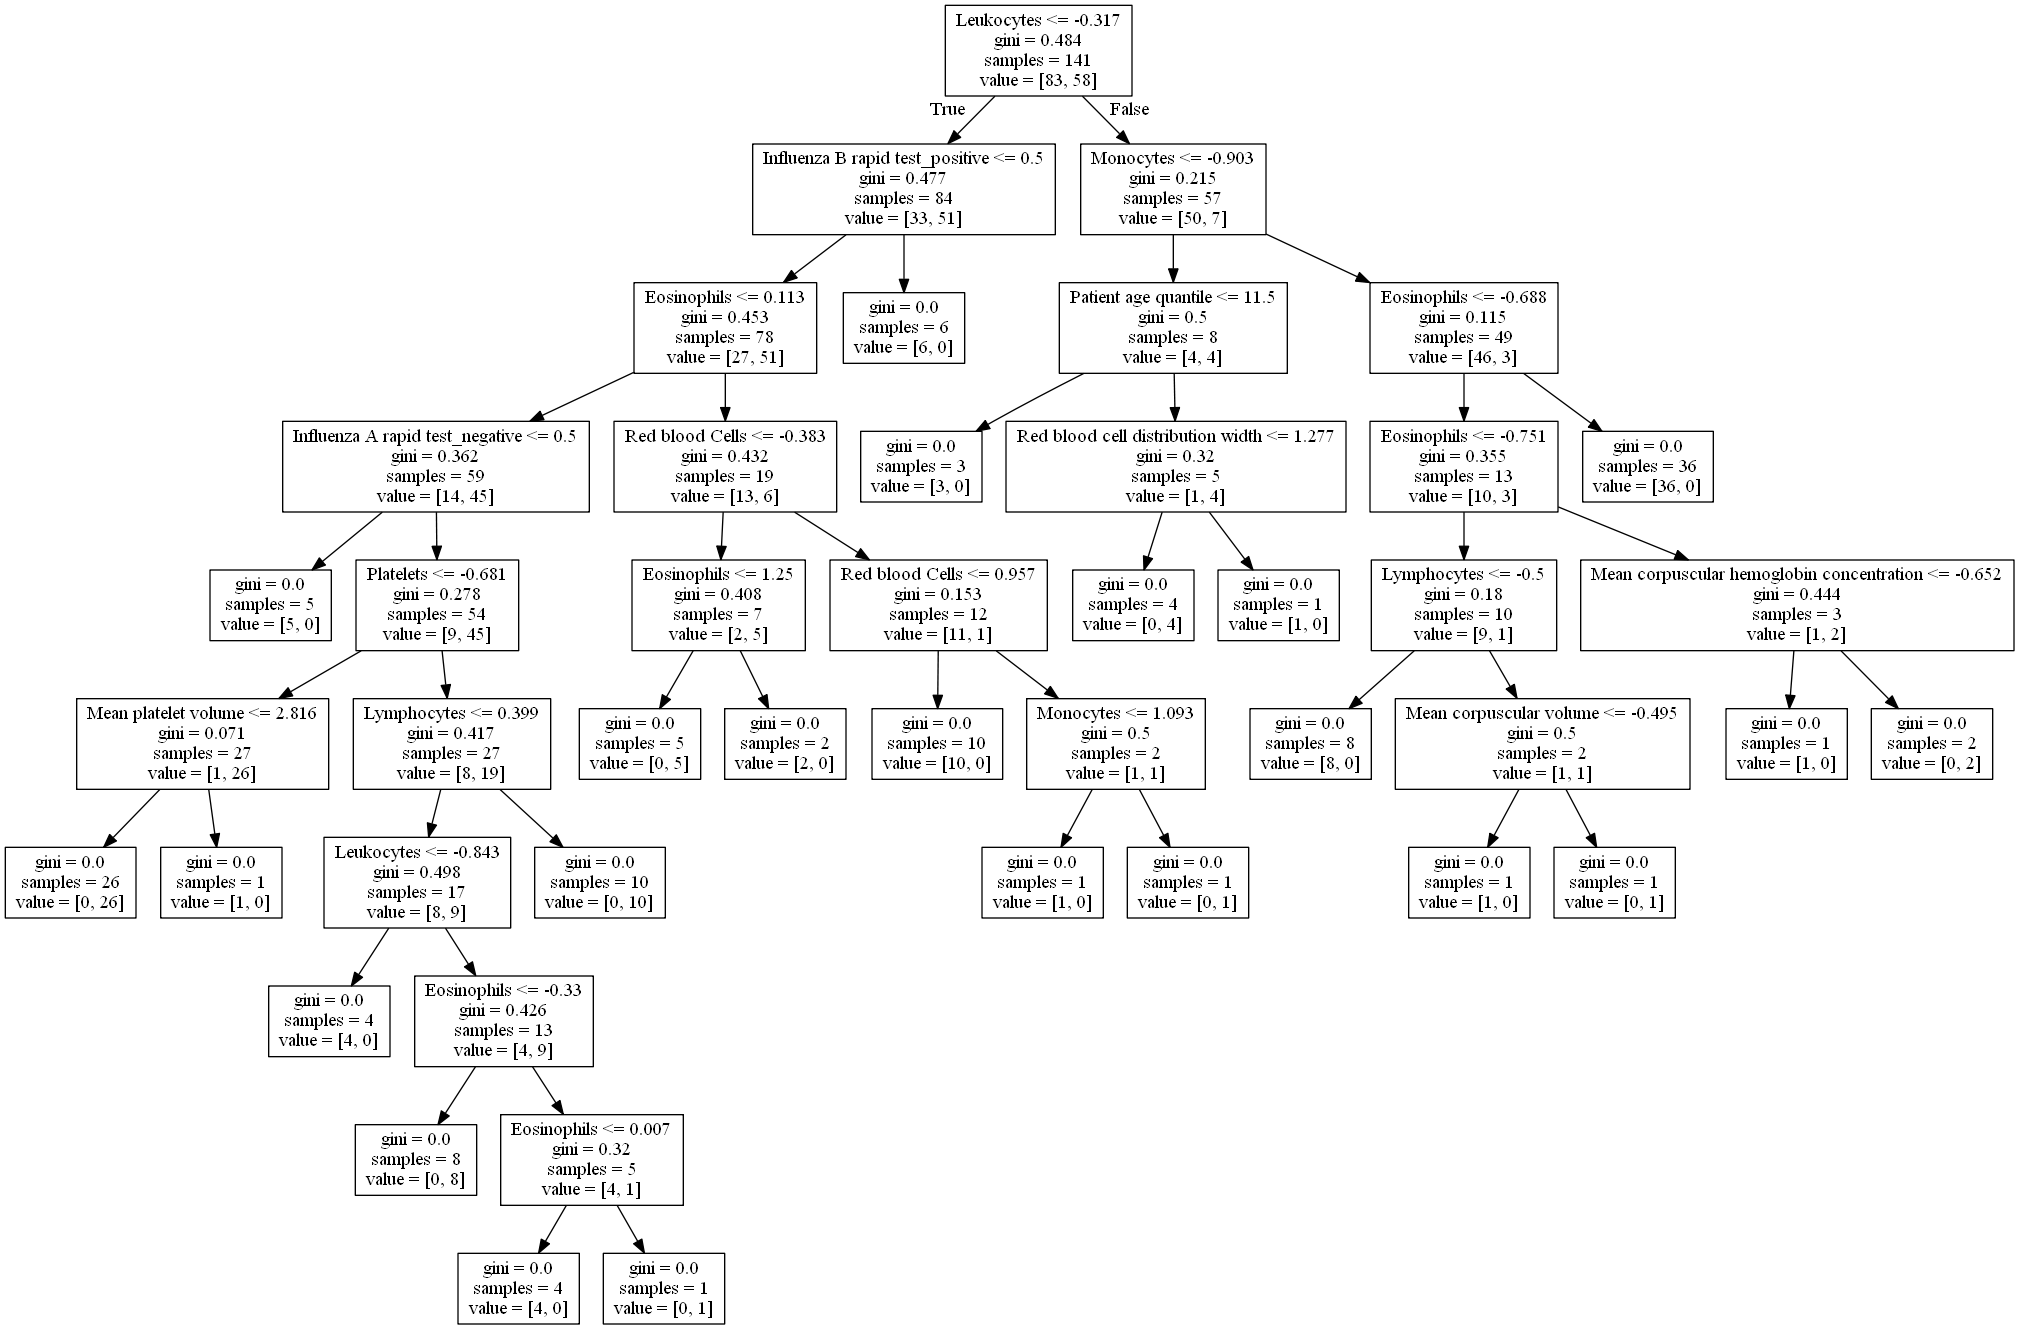 Leukocytes <= -0.317
gini = 0.484
samples = 141
value = [83, 58]
True
False
Influenza B rapid test_positive <= 0.5
gini = 0.477
samples = 84
value = [33, 51]
Monocytes <= -0.903
gini = 0.215
samples = 57
value = [50, 7]
Eosinophils <= 0.113
gini = 0.453
samples = 78
value = [27, 51]
gini = 0.0
samples = 6
value = [6, 0]
Patient age quantile <= 11.5
gini = 0.5
samples = 8
value = [4, 4]
Eosinophils <= -0.688
gini = 0.115
samples = 49
value = [46, 3]
Influenza A rapid test_negative <= 0.5
gini = 0.362
samples = 59
value = [14, 45]
Red blood Cells <= -0.383
gini = 0.432
samples = 19
value = [13, 6]
gini = 0.0
samples = 3
value = [3, 0]
Red blood cell distribution width <= 1.277
gini = 0.32
samples = 5
value = [1, 4]
Eosinophils <= -0.751
gini = 0.355
samples = 13
value = [10, 3]
gini = 0.0
samples = 36
value = [36, 0]
gini = 0.0
samples = 5
value = [5, 0]
Platelets <= -0.681
gini = 0.278
samples = 54
value = [9, 45]
Eosinophils <= 1.25
gini = 0.408
samples = 7
value = [2, 5]
Red blood Cells <= 0.957
gini = 0.153
samples = 12
value = [11, 1]
gini = 0.0
samples = 4
value = [0, 4]
gini = 0.0
samples = 1
value = [1, 0]
Lymphocytes <= -0.5
gini = 0.18
samples = 10
value = [9, 1]
Mean corpuscular hemoglobin concentration <= -0.652
gini = 0.444
samples = 3
value = [1, 2]
Mean platelet volume <= 2.816
gini = 0.071
samples = 27
value = [1, 26]
Lymphocytes <= 0.399
gini = 0.417
samples = 27
value = [8, 19]
gini = 0.0
samples = 5
value = [0, 5]
gini = 0.0
samples = 2
value = [2, 0]
gini = 0.0
samples = 10
value = [10, 0]
Monocytes <= 1.093
gini = 0.5
samples = 2
value = [1, 1]
gini = 0.0
samples = 8
value = [8, 0]
Mean corpuscular volume <= -0.495
gini = 0.5
samples = 2
value = [1, 1]
gini = 0.0
samples = 1
value = [1, 0]
gini = 0.0
samples = 2
value = [0, 2]
gini = 0.0
samples = 26
value = [0, 26]
gini = 0.0
samples = 1
value = [1, 0]
Leukocytes <= -0.843
gini = 0.498
samples = 17
value = [8, 9]
gini = 0.0
samples = 10
value = [0, 10]
gini = 0.0
samples = 1
value = [1, 0]
gini = 0.0
samples = 1
value = [0, 1]
gini = 0.0
samples = 1
value = [1, 0]
gini = 0.0
samples = 1
value = [0, 1]
gini = 0.0
samples = 4
value = [4, 0]
Eosinophils <= -0.33
gini = 0.426
samples = 13
value = [4, 9]
gini = 0.0
samples = 8
value = [0, 8]
Eosinophils <= 0.007
gini = 0.32
samples = 5
value = [4, 1]
gini = 0.0
samples = 4
value = [4, 0]
gini = 0.0
samples = 1
value = [0, 1]